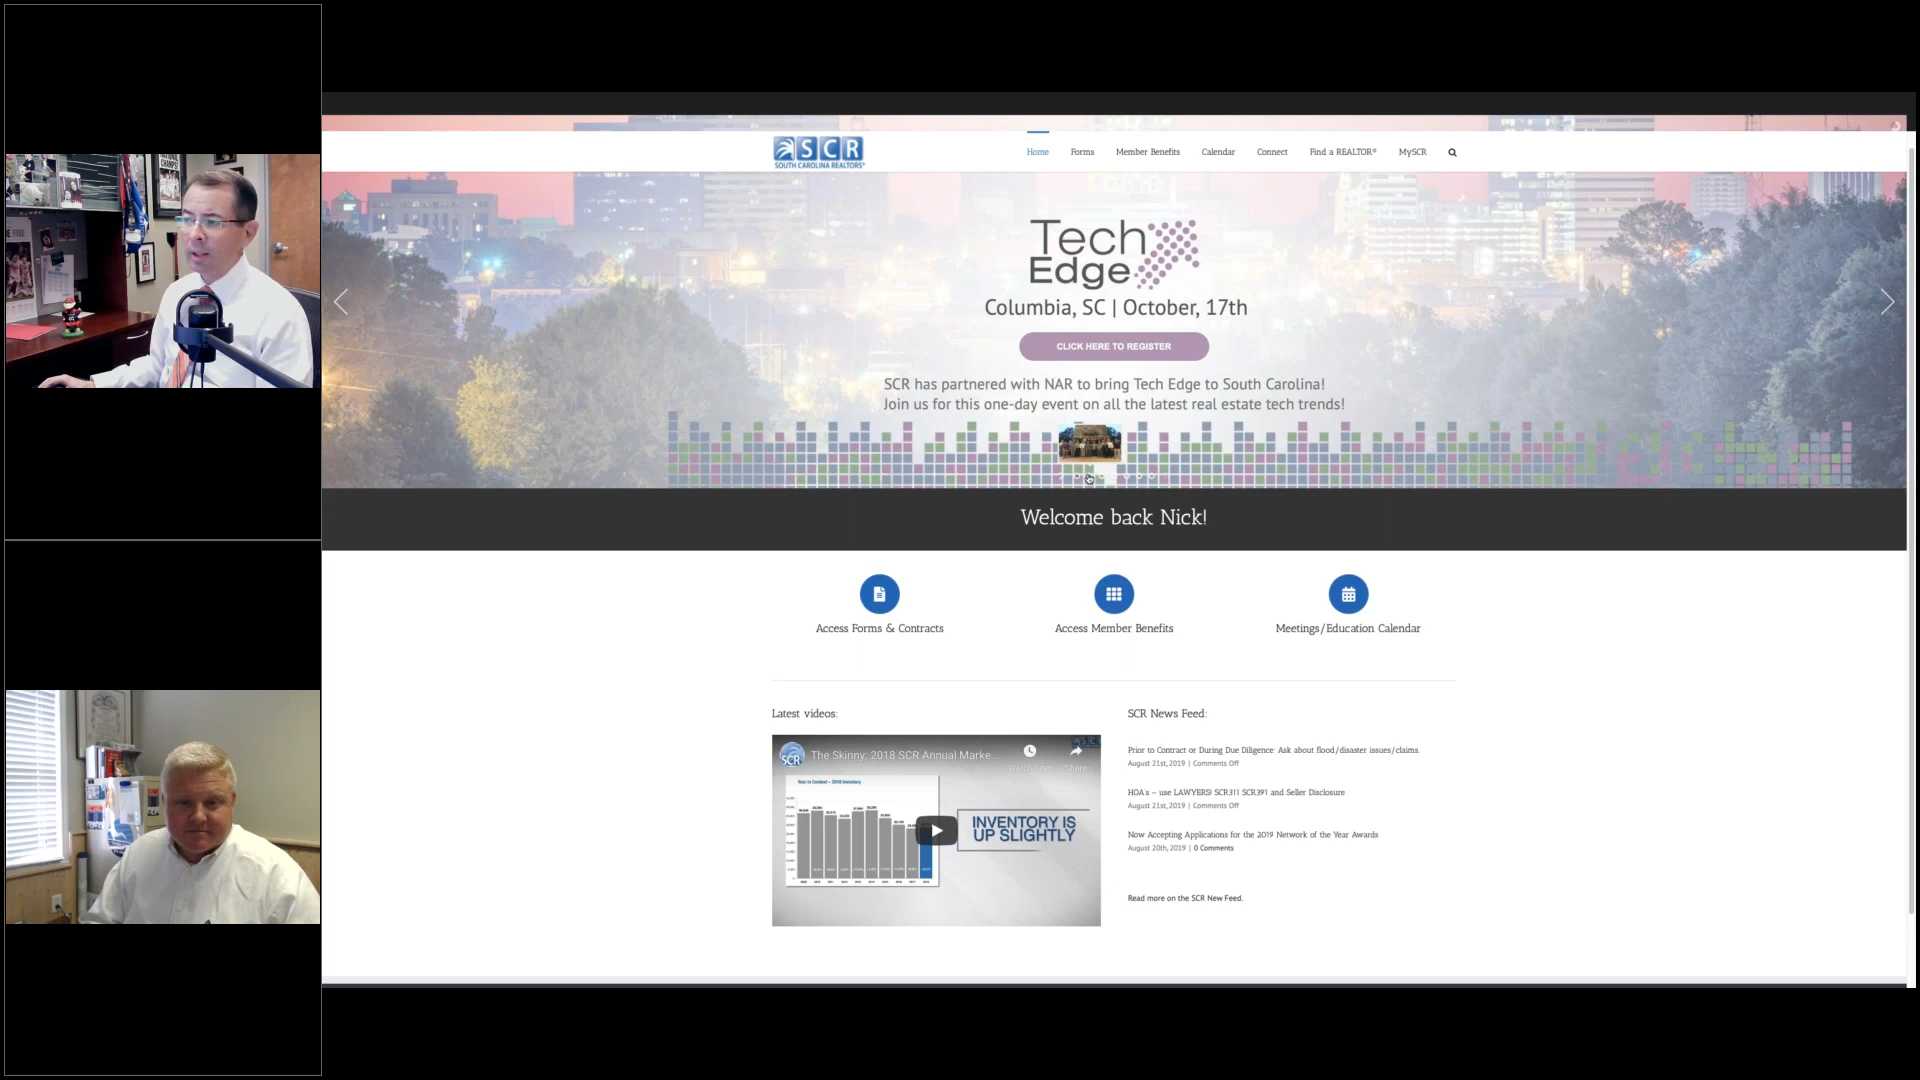 SCR
SOUTH CAROLINA REALTORS®
Home
Forms
Member Benefits
Calendar
Connect
Find a REALTOR®
MySCR
Tech
Edge
Columbia, SC | October, 17th
CLICK HERE TO REGISTER
SCR has partnered with NAR to bring Tech Edge to South Carolina!
Join us for this one-day event on all the latest real estate tech trends!
Welcome back Nick!
Access Forms & Contracts
Access Member Benefits
Meetings/Education Calendar
Latest videos:
SCR
The Skinny: 2018 SCR Annual Marke...
Watch later
Share
INVENTORY IS
UP SLIGHTLY
SCR News Feed:
Prior to Contract or During Due Diligence: Ask about flood/disaster issues/claims.
August 21st, 2019 | Comments Off
HOA's – use LAWYERS! SCR311 SCR391 and Seller Disclosure
August 21st, 2019 | Comments Off
Now Accepting Applications for the 2019 Network of the Year Awards
August 20th, 2019 | 0 Comments
Read more on the SCR New Feed.